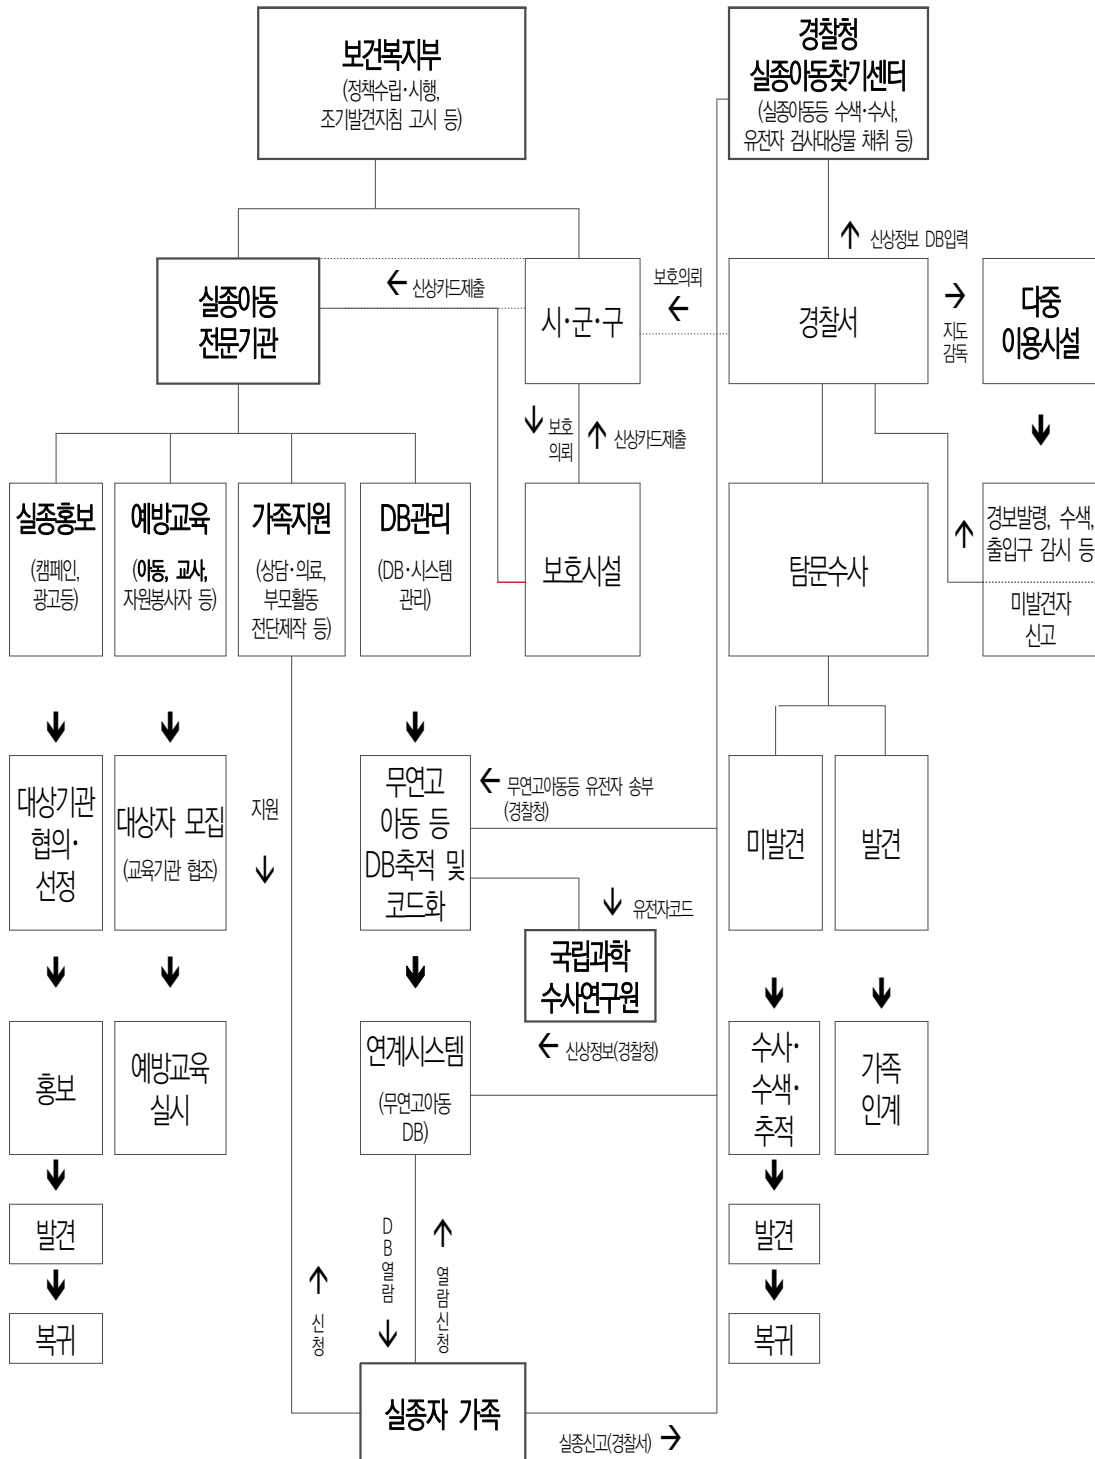 보건복지부
(정책수립·시행,
조기발견지침 고시 등)
경찰청
실종아동찾기센터
(실종아동등 수색·수사,
유전자 검사대상물 채취 등)
신상정보 DB입력
실종아동
전문기관
신상카드제출
시·군·구
보호의뢰
경찰서
지도
감독
다중
이용시설
보호
의뢰
신상카드제출
실종홍보
(캠페인,
광고등)
예방교육
(아동, 교사,
자원봉사자 등)
가족지원
(상담·의료,
부모활동
전단제작 등)
DB관리
(DB·시스템
관리)
보호시설
탐문수사
경보발령, 수색,
출입구 감시 등
미발견자
신고
대상기관
협의·
선정
대상자 모집
(교육기관 협조)
지원
무연고
아동 등
DB축적 및
코드화
무연고아동등 유전자 송부
(경찰청)
유전자코드
미발견
발견
국립과학
수사연구원
신상정보(경찰청)
홍보
예방교육
실시
연계시스템
(무연고아동
DB)
수사·
수색·
추적
가족
인계
발견
발견
신청
DB열람
열람신청
복귀
복귀
실종자 가족
실종신고(경찰서)